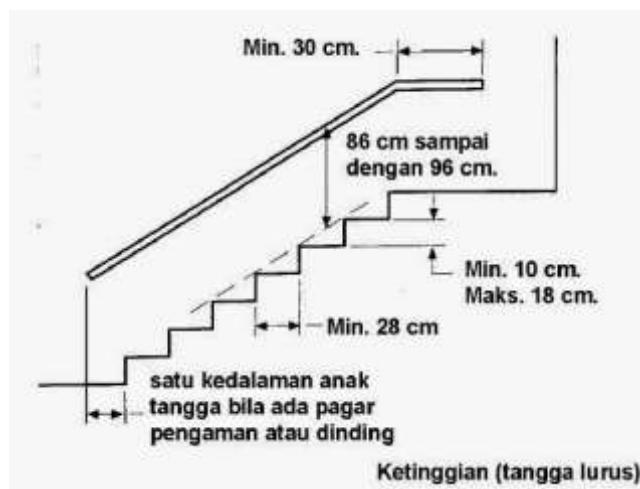 Min. 30 cm.
86 cm sampai
dengan 96 cm.
Min. 10 cm.
Maks. 18 cm.
Min. 28 cm
satu kedalaman anak
tangga bila ada pagar
pengaman atau dinding
Ketinggian (tangga lurus)